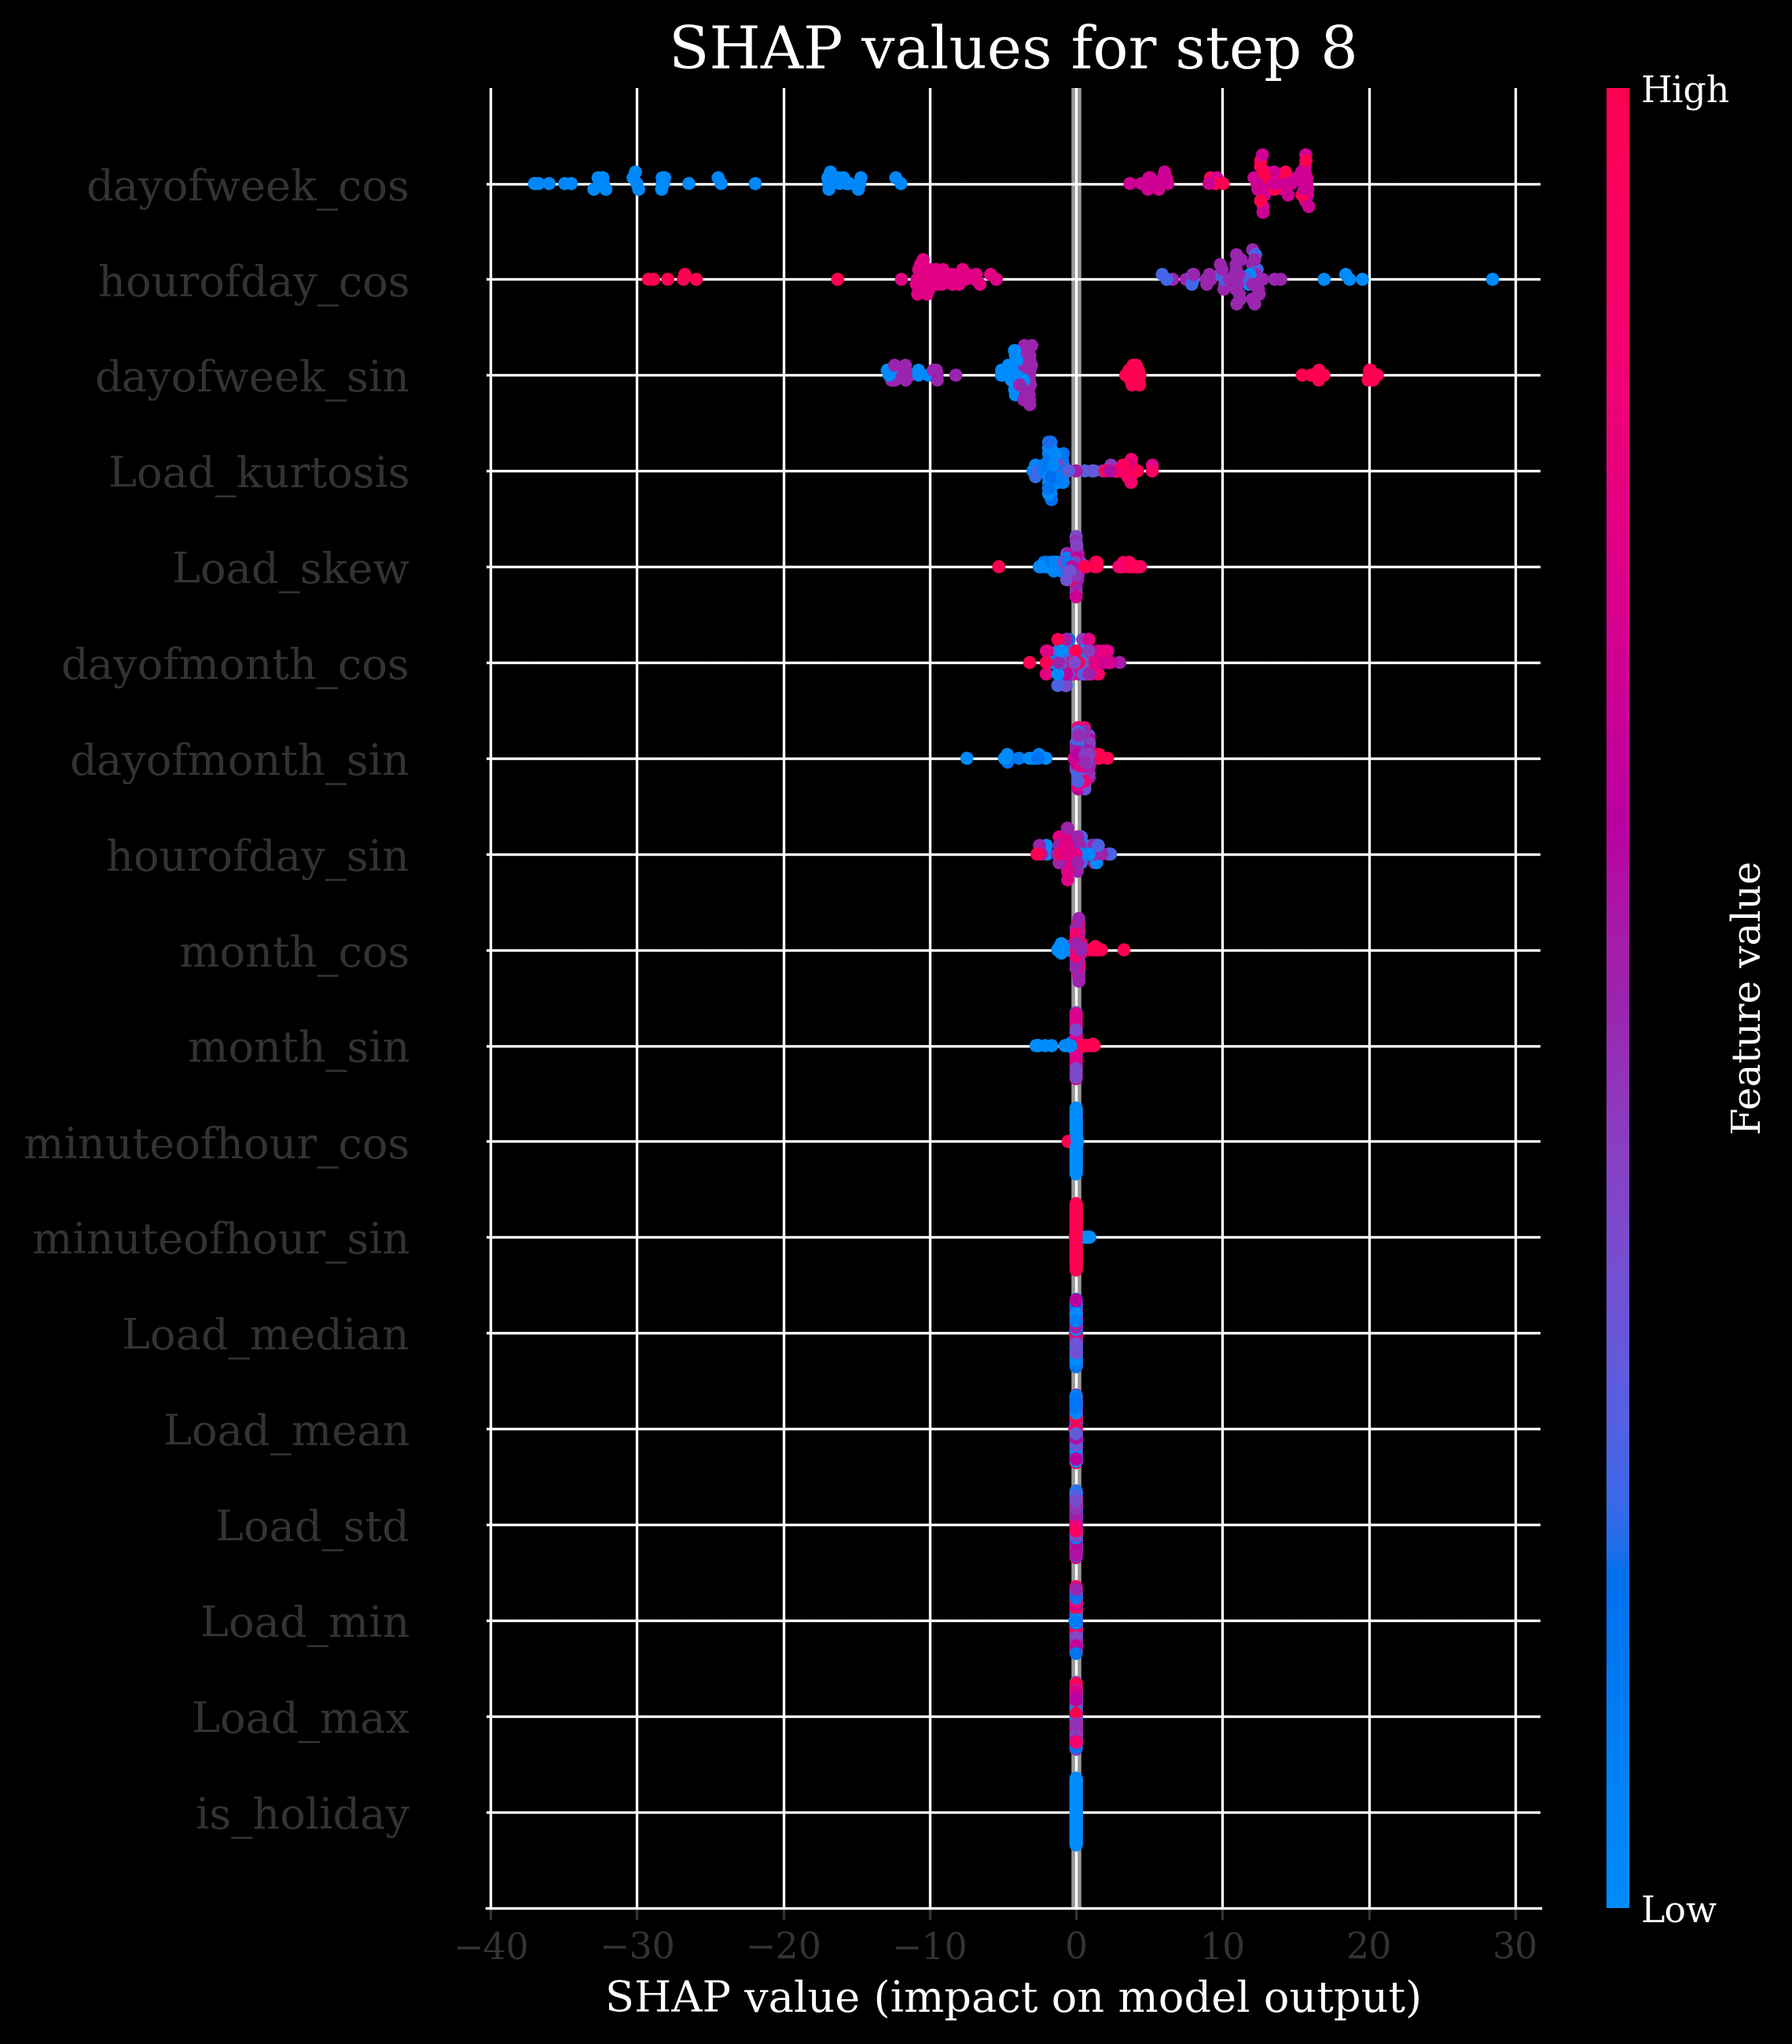 SHAP values for step 8
High
dayofweek_cos
hourofday_cos
dayofweek_sin
Load_kurtosis
Load_skew
dayofmonth_cos
dayofmonth_sin
hourofday_sin
month_cos
month_sin
minuteofhour_cos
minuteofhour_sin
Load_median
Load_mean
Load_std
Load_min
Load_max
is_holiday
Feature value
Low
−40 −30 −20 −10 0 10 20 30
SHAP value (impact on model output)